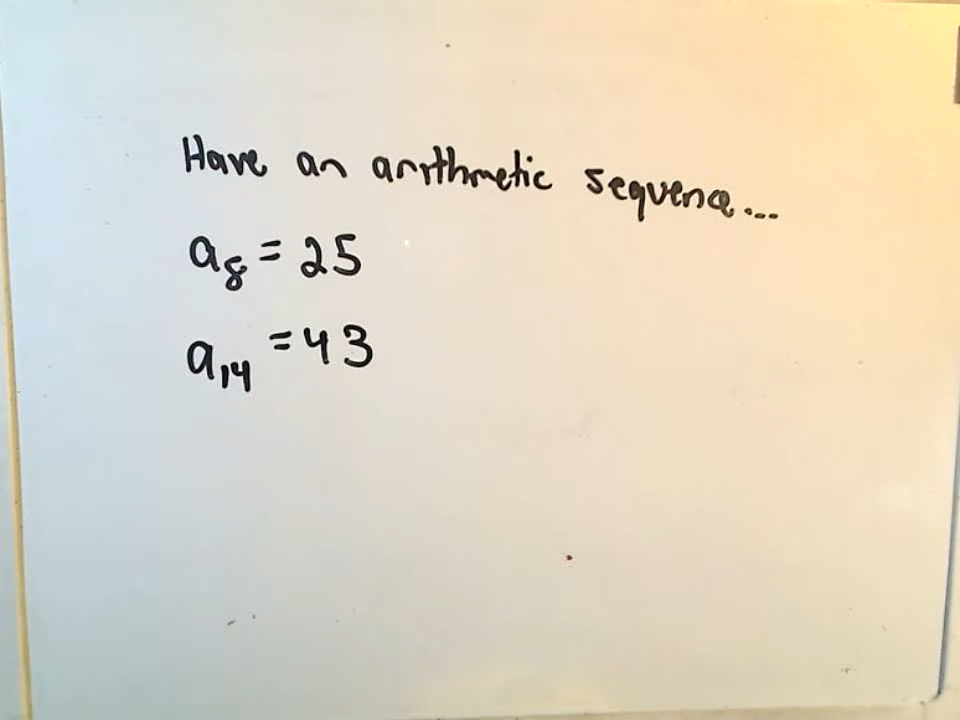 Have an arithmetic sequence...
a₈ = 25
a₁₄ = 43